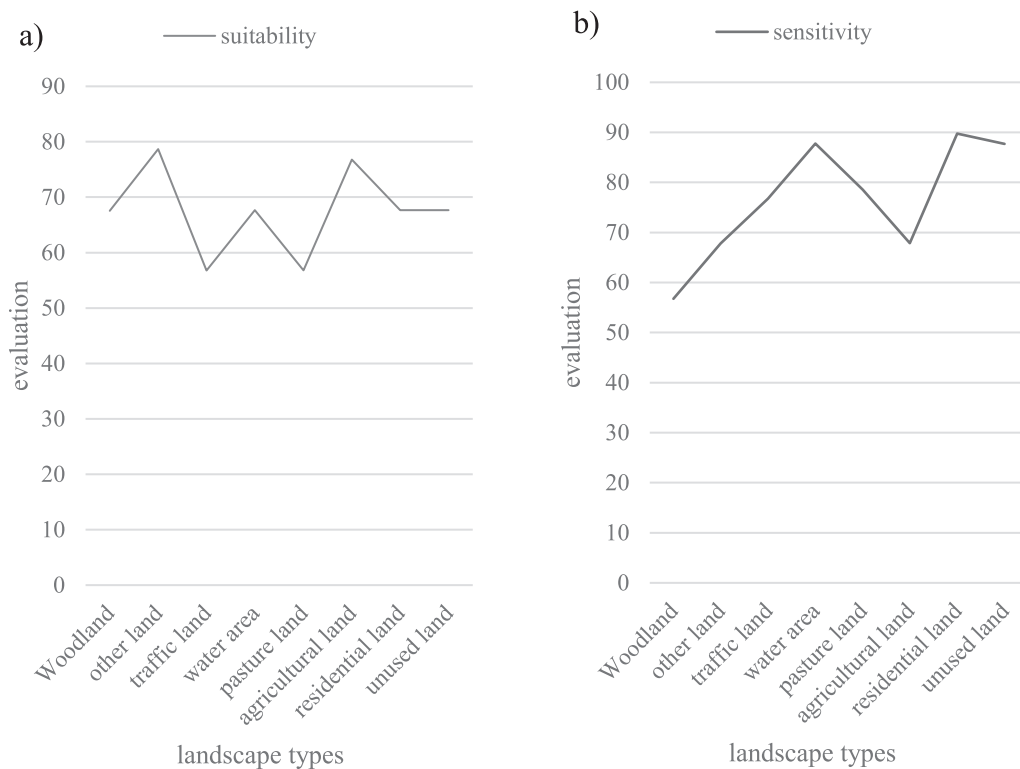 a)
suitability
90
80
70
60
50
40
30
20
10
0
evaluation
Woodland
other land
traffic land
water area
pasture land
agricultural land
residential land
unused land
landscape types
b)
sensitivity
100
90
80
70
60
50
40
30
20
10
0
evaluation
Woodland
other land
traffic land
water area
pasture land
agricultural land
residential land
unused land
landscape types